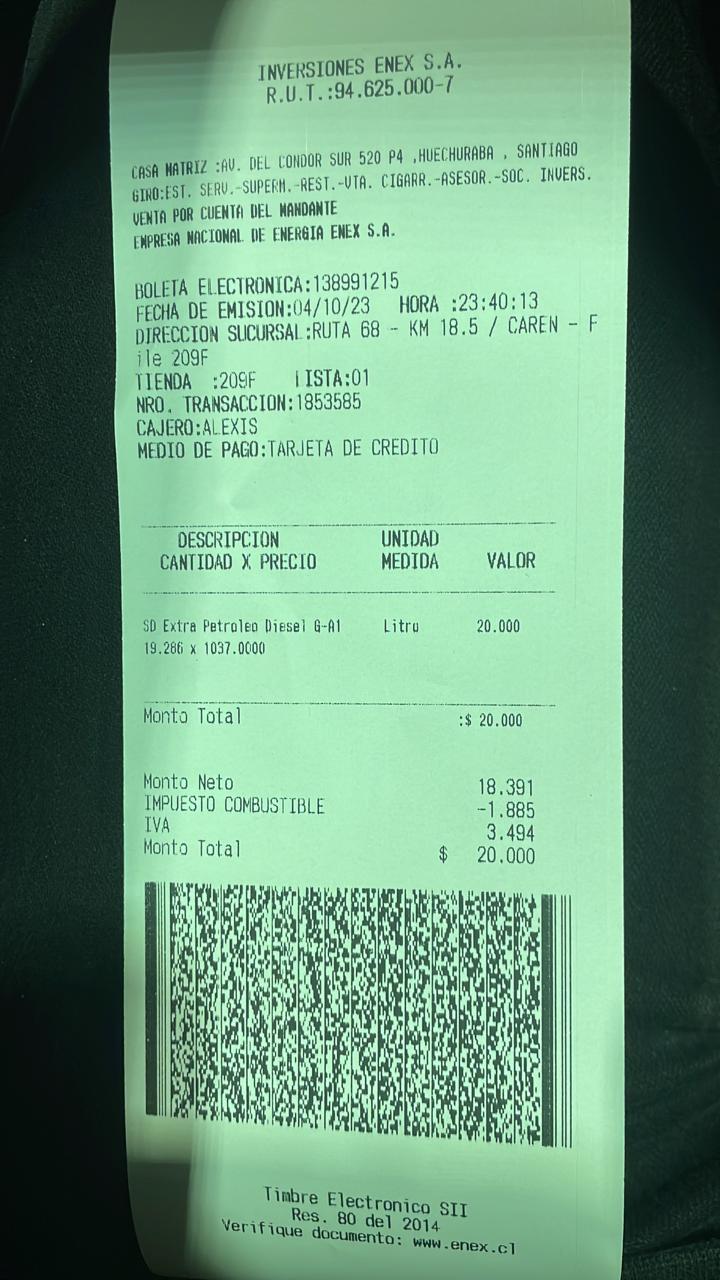 INVERSIONES ENEX S.A.
R.U.T.:94.625.000-7
CASA MATRIZ :AV. DEL CONDOR SUR 520 P4 ,HUECHURABA , SANTIAGO
GIRO:EST. SERV.-SUPERM.-REST.-VTA. CIGARR.-ASESOR.-SOC. INVERS.
VENTA POR CUENTA DEL MANDANTE
EMPRESA NACIONAL DE ENERGIA ENEX S.A.
BOLETA ELECTRONICA:138991215
FECHA DE EMISION:04/10/23 HORA :23:40:13
DIRECCION SUCURSAL:RUTA 68 - KM 18.5 / CAREN - F
ile 209F
TIENDA :209F LISTA:01
NRO. TRANSACCION:1853585
CAJERO:ALEXIS
MEDIO DE PAGO:TARJETA DE CREDITO
DESCRIPCION UNIDAD
CANTIDAD X PRECIO MEDIDA VALOR
SD Extra Petroleo Diesel G-A1 Litro 20.000
19.286 x 1037.0000
Monto Total :$ 20.000
Monto Neto 18.391
IMPUESTO COMBUSTIBLE -1.885
IVA 3.494
Monto Total $ 20.000
Timbre Electronico SII
Res. 80 del 2014
Verifique documento: www.enex.cl